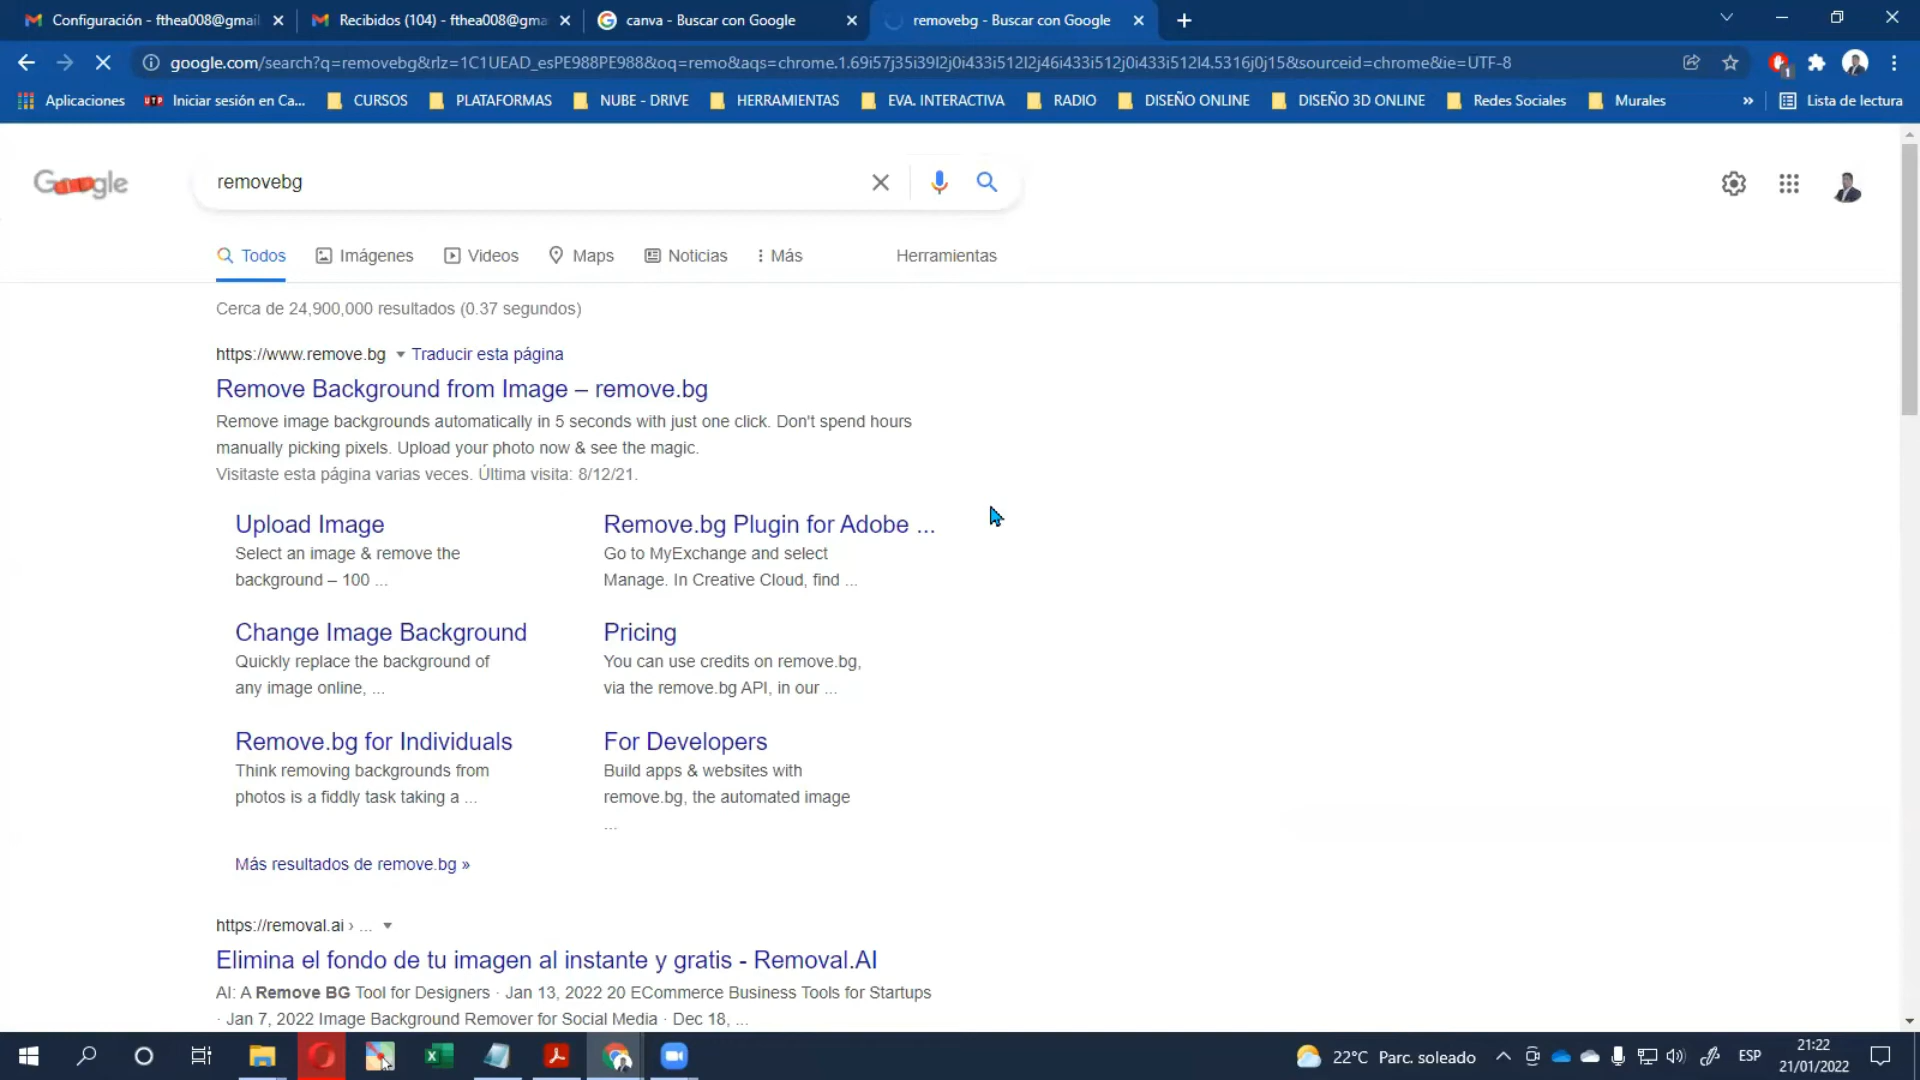 Configuración - fthea008@gmail
Recibidos (104) - fthea008@gma
canva - Buscar con Google
removebg - Buscar con Google
google.com/search?q=removebg&rlz=1C1UEAD_esPE988PE988&oq=remo&aqs=chrome.1.69i57j35i39l2j0i433i512l2j46i433i512j0i433i512l4.5316j0j15&sourceid=chrome&ie=UTF-8
1
Aplicaciones
UTP Iniciar sesión en Ca...
CURSOS
PLATAFORMAS
NUBE - DRIVE
HERRAMIENTAS
EVA. INTERACTIVA
RADIO
DISEÑO ONLINE
DISEÑO 3D ONLINE
Redes Sociales
Murales
»
Lista de lectura
Google
removebg
Todos
Imágenes
Videos
Maps
Noticias
Más
Herramientas
Cerca de 24,900,000 resultados (0.37 segundos)
https://www.remove.bg Traducir esta página
Remove Background from Image – remove.bg
Remove image backgrounds automatically in 5 seconds with just one click. Don't spend hours
manually picking pixels. Upload your photo now & see the magic.
Visitaste esta página varias veces. Última visita: 8/12/21.
Upload Image
Select an image & remove the
background – 100 ...
Remove.bg Plugin for Adobe ...
Go to MyExchange and select
Manage. In Creative Cloud, find ...
Change Image Background
Quickly replace the background of
any image online, ...
Pricing
You can use credits on remove.bg,
via the remove.bg API, in our ...
Remove.bg for Individuals
Think removing backgrounds from
photos is a fiddly task taking a ...
For Developers
Build apps & websites with
remove.bg, the automated image
...
Más resultados de remove.bg »
https://removal.ai › ...
Elimina el fondo de tu imagen al instante y gratis - Removal.AI
AI: A Remove BG Tool for Designers · Jan 13, 2022 20 ECommerce Business Tools for Startups
· Jan 7, 2022 Image Background Remover for Social Media · Dec 18, ...
22°C Parc. soleado
ESP
21:22
21/01/2022